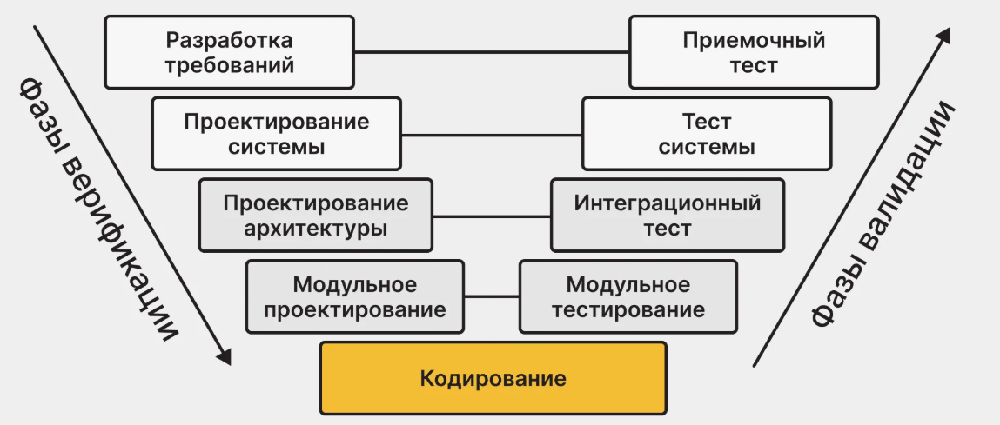 Разработка
требований
Приемочный
тест
Проектирование
системы
Тест
системы
Проектирование
архитектуры
Интеграционный
тест
Модульное
проектирование
Модульное
тестирование
Кодирование
Фазы верификации
Фазы валидации